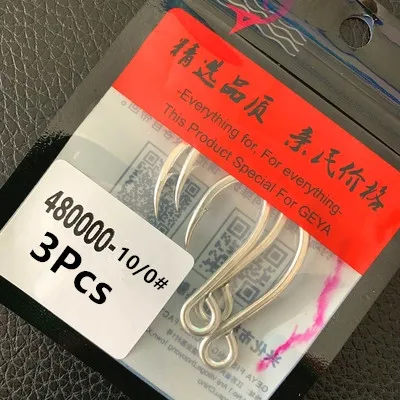 精选品质 亲民价格
-Everything for. For everything-
This Product Special For GEYA
480000-10/0#
3Pcs